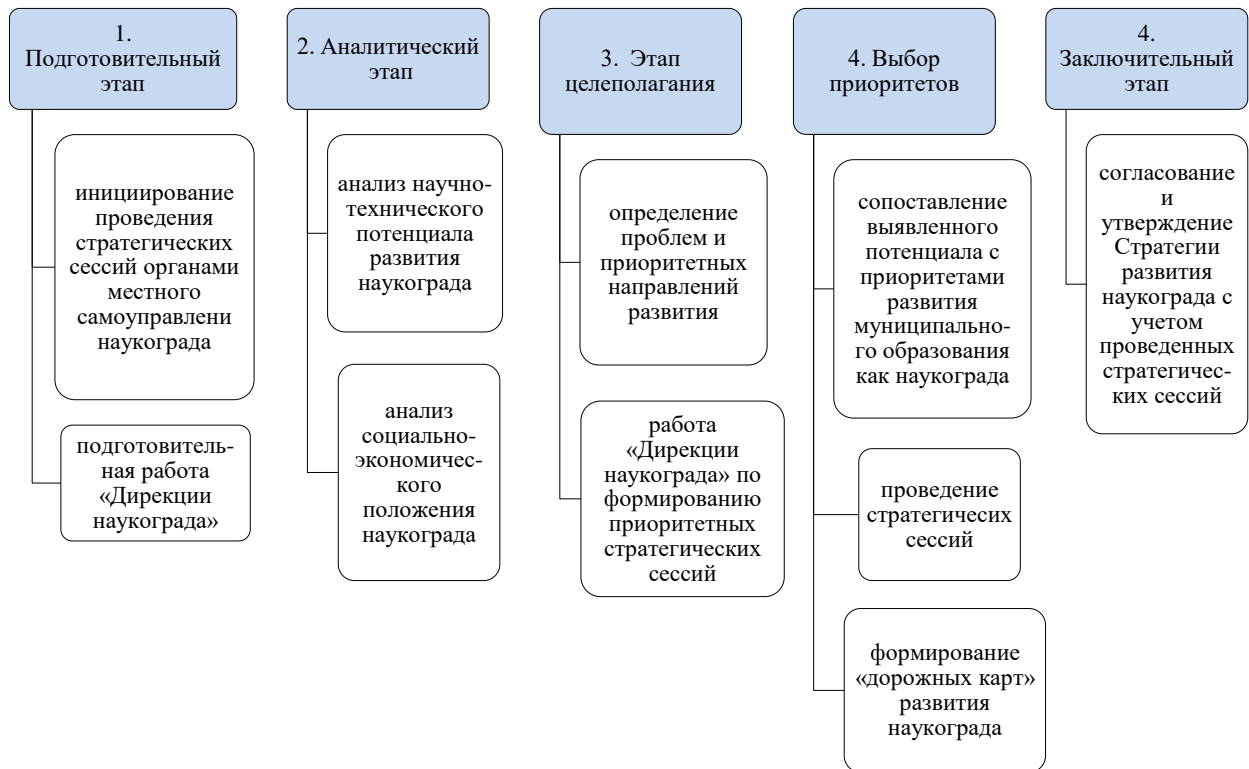 1.
Подготовительный
этап
инициирование
проведения
стратегических
сессий органами
местного
самоуправлени
наукограда
подготовитель-
ная работа
«Дирекции
наукограда»
2. Аналитический
этап
анализ научно-
технического
потенциала
развития
наукограда
анализ
социально-
экономичес-
кого
положения
наукограда
3. Этап
целеполагания
определение
проблем и
приоритетных
направлений
развития
работа
«Дирекции
наукограда» по
формированию
приоритетных
стратегических
сессий
4. Выбор
приоритетов
сопоставление
выявленного
потенциала с
приоритетами
развития
муниципально-
го образования
как наукограда
проведение
стратегичесих
сессий
формирование
«дорожных карт»
развития
наукограда
4.
Заключительный
этап
согласование
и
утверждение
Стратегии
развития
наукограда с
учетом
проведенных
стратегичес-
ких сессий